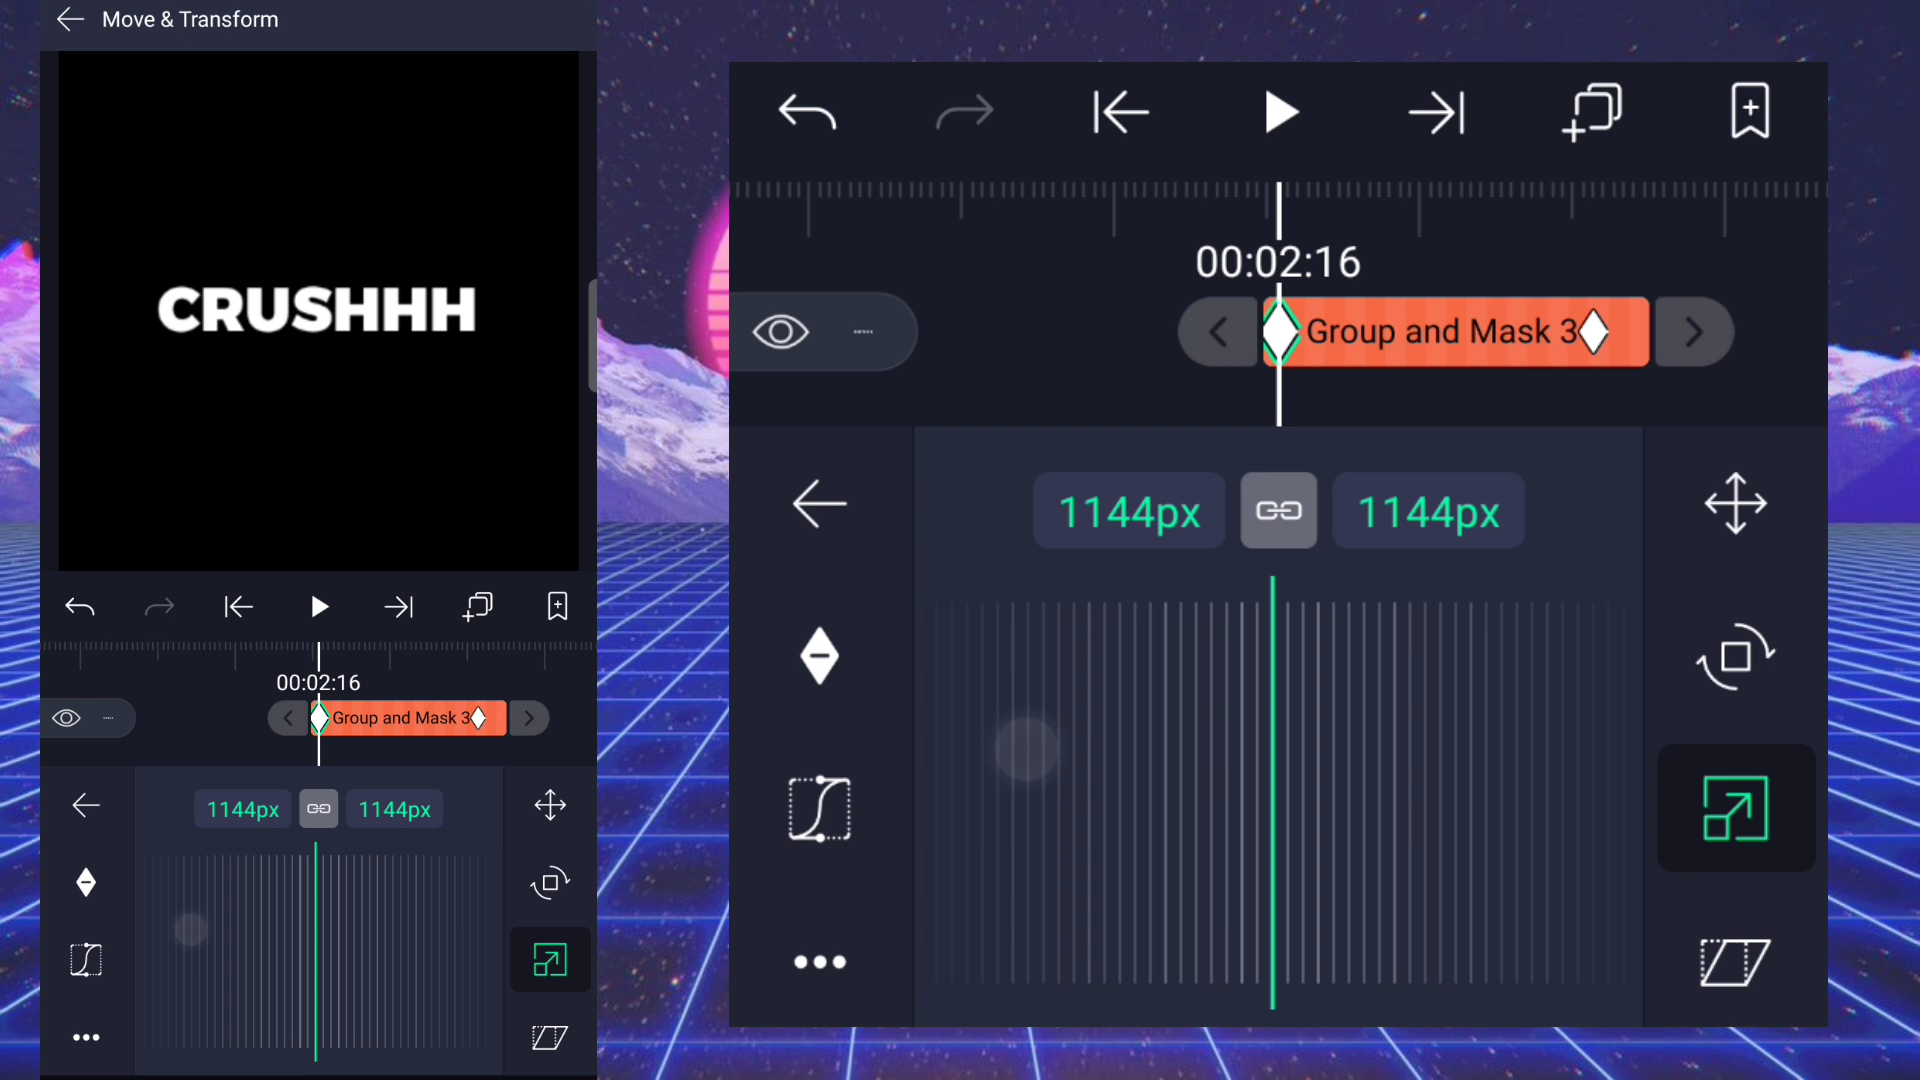 Move & Transform
CRUSHHH
00:02:16
Group and Mask 3
1144px
1144px
00:02:16
Group and Mask 3
1144px
1144px